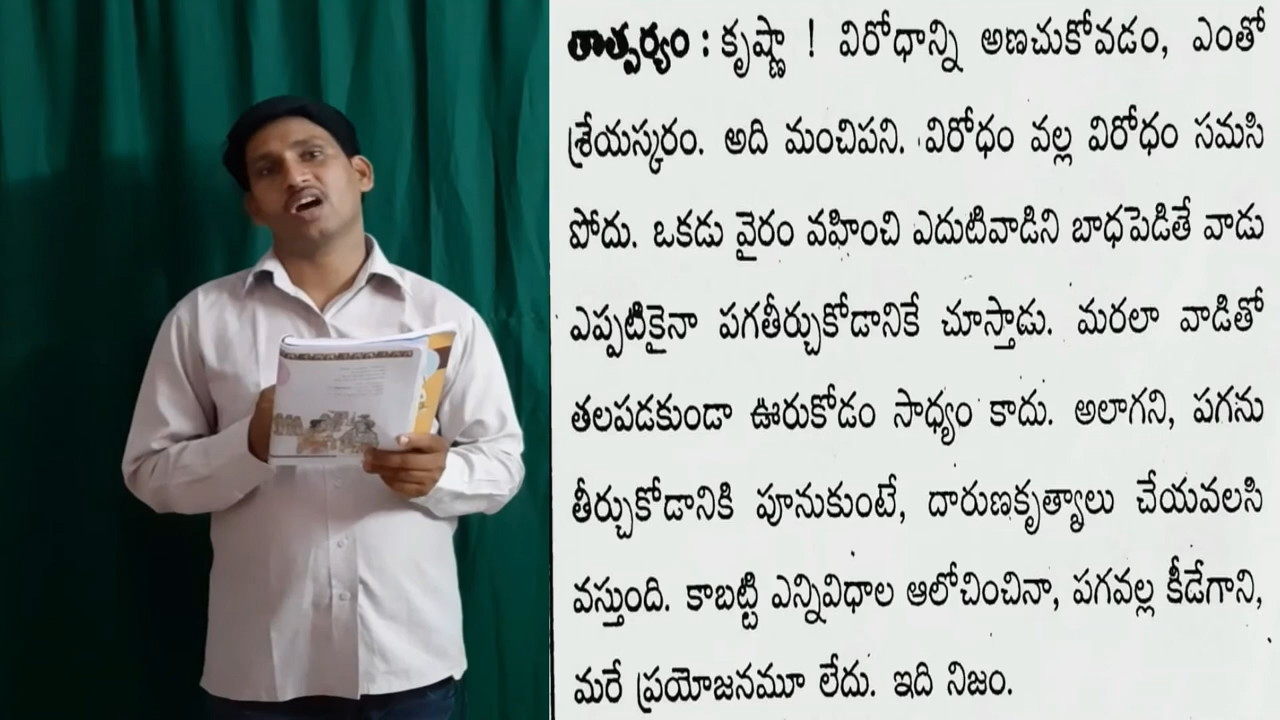 తాత్పర్యం : కృష్ణా ! విరోధాన్ని అణచుకోవడం, ఎంతో
శ్రేయస్కరం. అది మంచిపని. విరోధం వల్ల విరోధం సమసి
పోదు. ఒకడు వైరం వహించి ఎదుటివాడిని బాధపెడితే వాడు
ఎప్పటికైనా పగతీర్చుకోడానికే చూస్తాడు. మరలా వాడితో
తలపడకుండా ఊరుకోడం సాధ్యం కాదు. అలాగని, పగను
తీర్చుకోడానికి పూనుకుంటే, దారుణకృత్యాలు చేయవలసి
వస్తుంది. కాబట్టి ఎన్నివిధాల ఆలోచించినా, పగవల్ల కీడేగాని,
మరే ప్రయోజనమూ లేదు. ఇది నిజం.